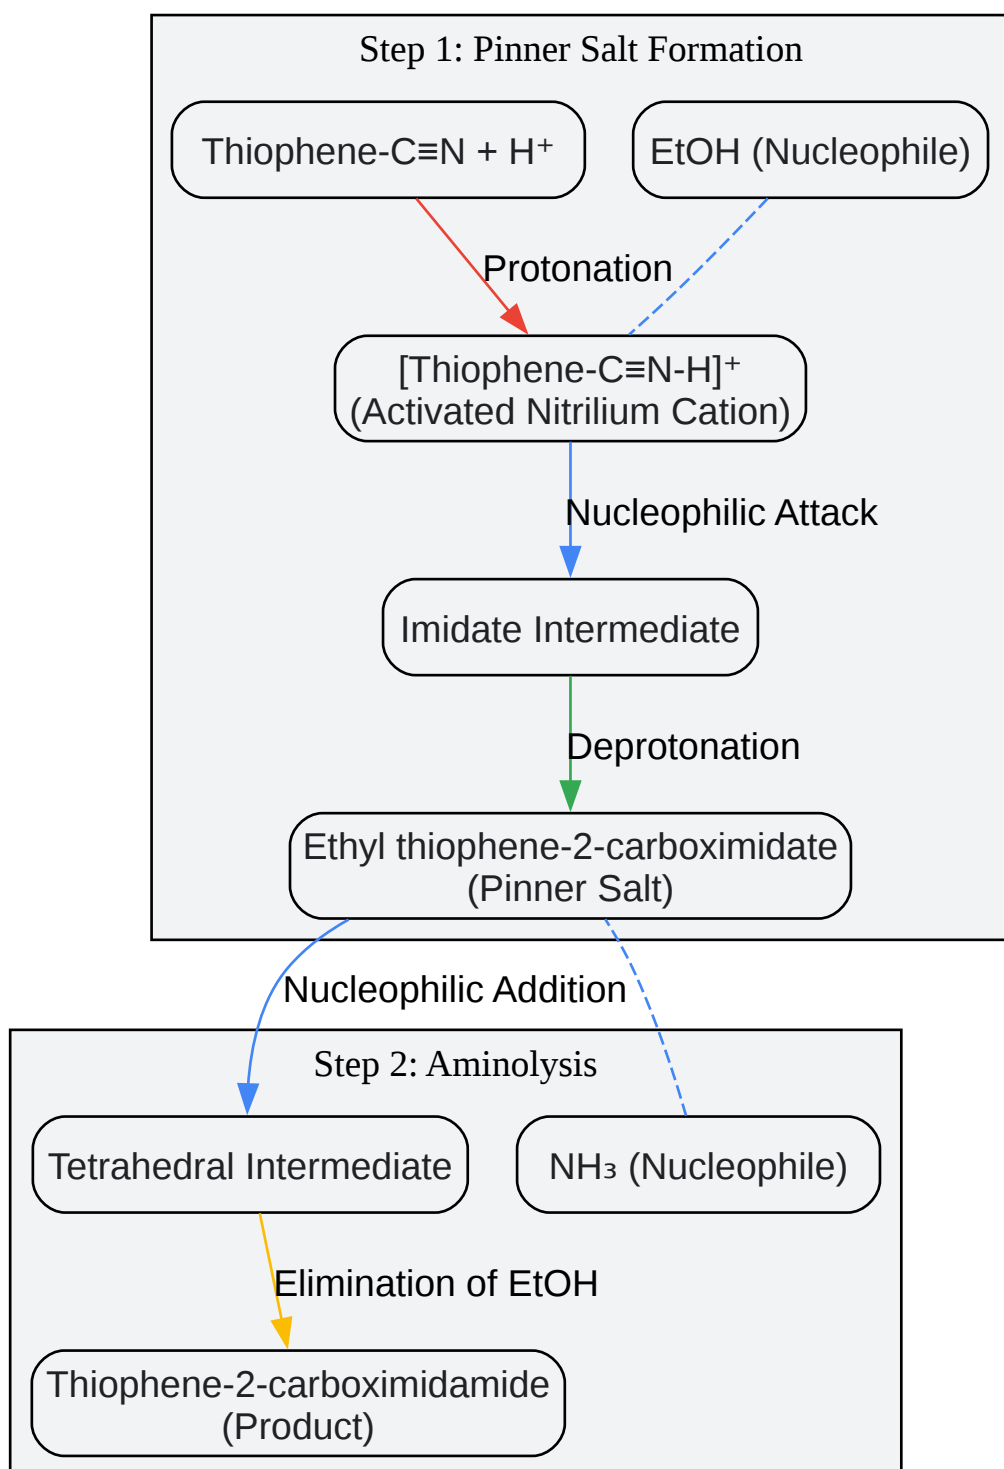 Step 1: Pinner Salt Formation
Thiophene-C≡N + H⁺
EtOH (Nucleophile)
Protonation
[Thiophene-C≡N-H]⁺
(Activated Nitrilium Cation)
Nucleophilic Attack
Imidate Intermediate
Deprotonation
Ethyl thiophene-2-carboximidate
(Pinner Salt)
Nucleophilic Addition
Step 2: Aminolysis
Tetrahedral Intermediate
NH₃ (Nucleophile)
Elimination of EtOH
Thiophene-2-carboximidamide
(Product)